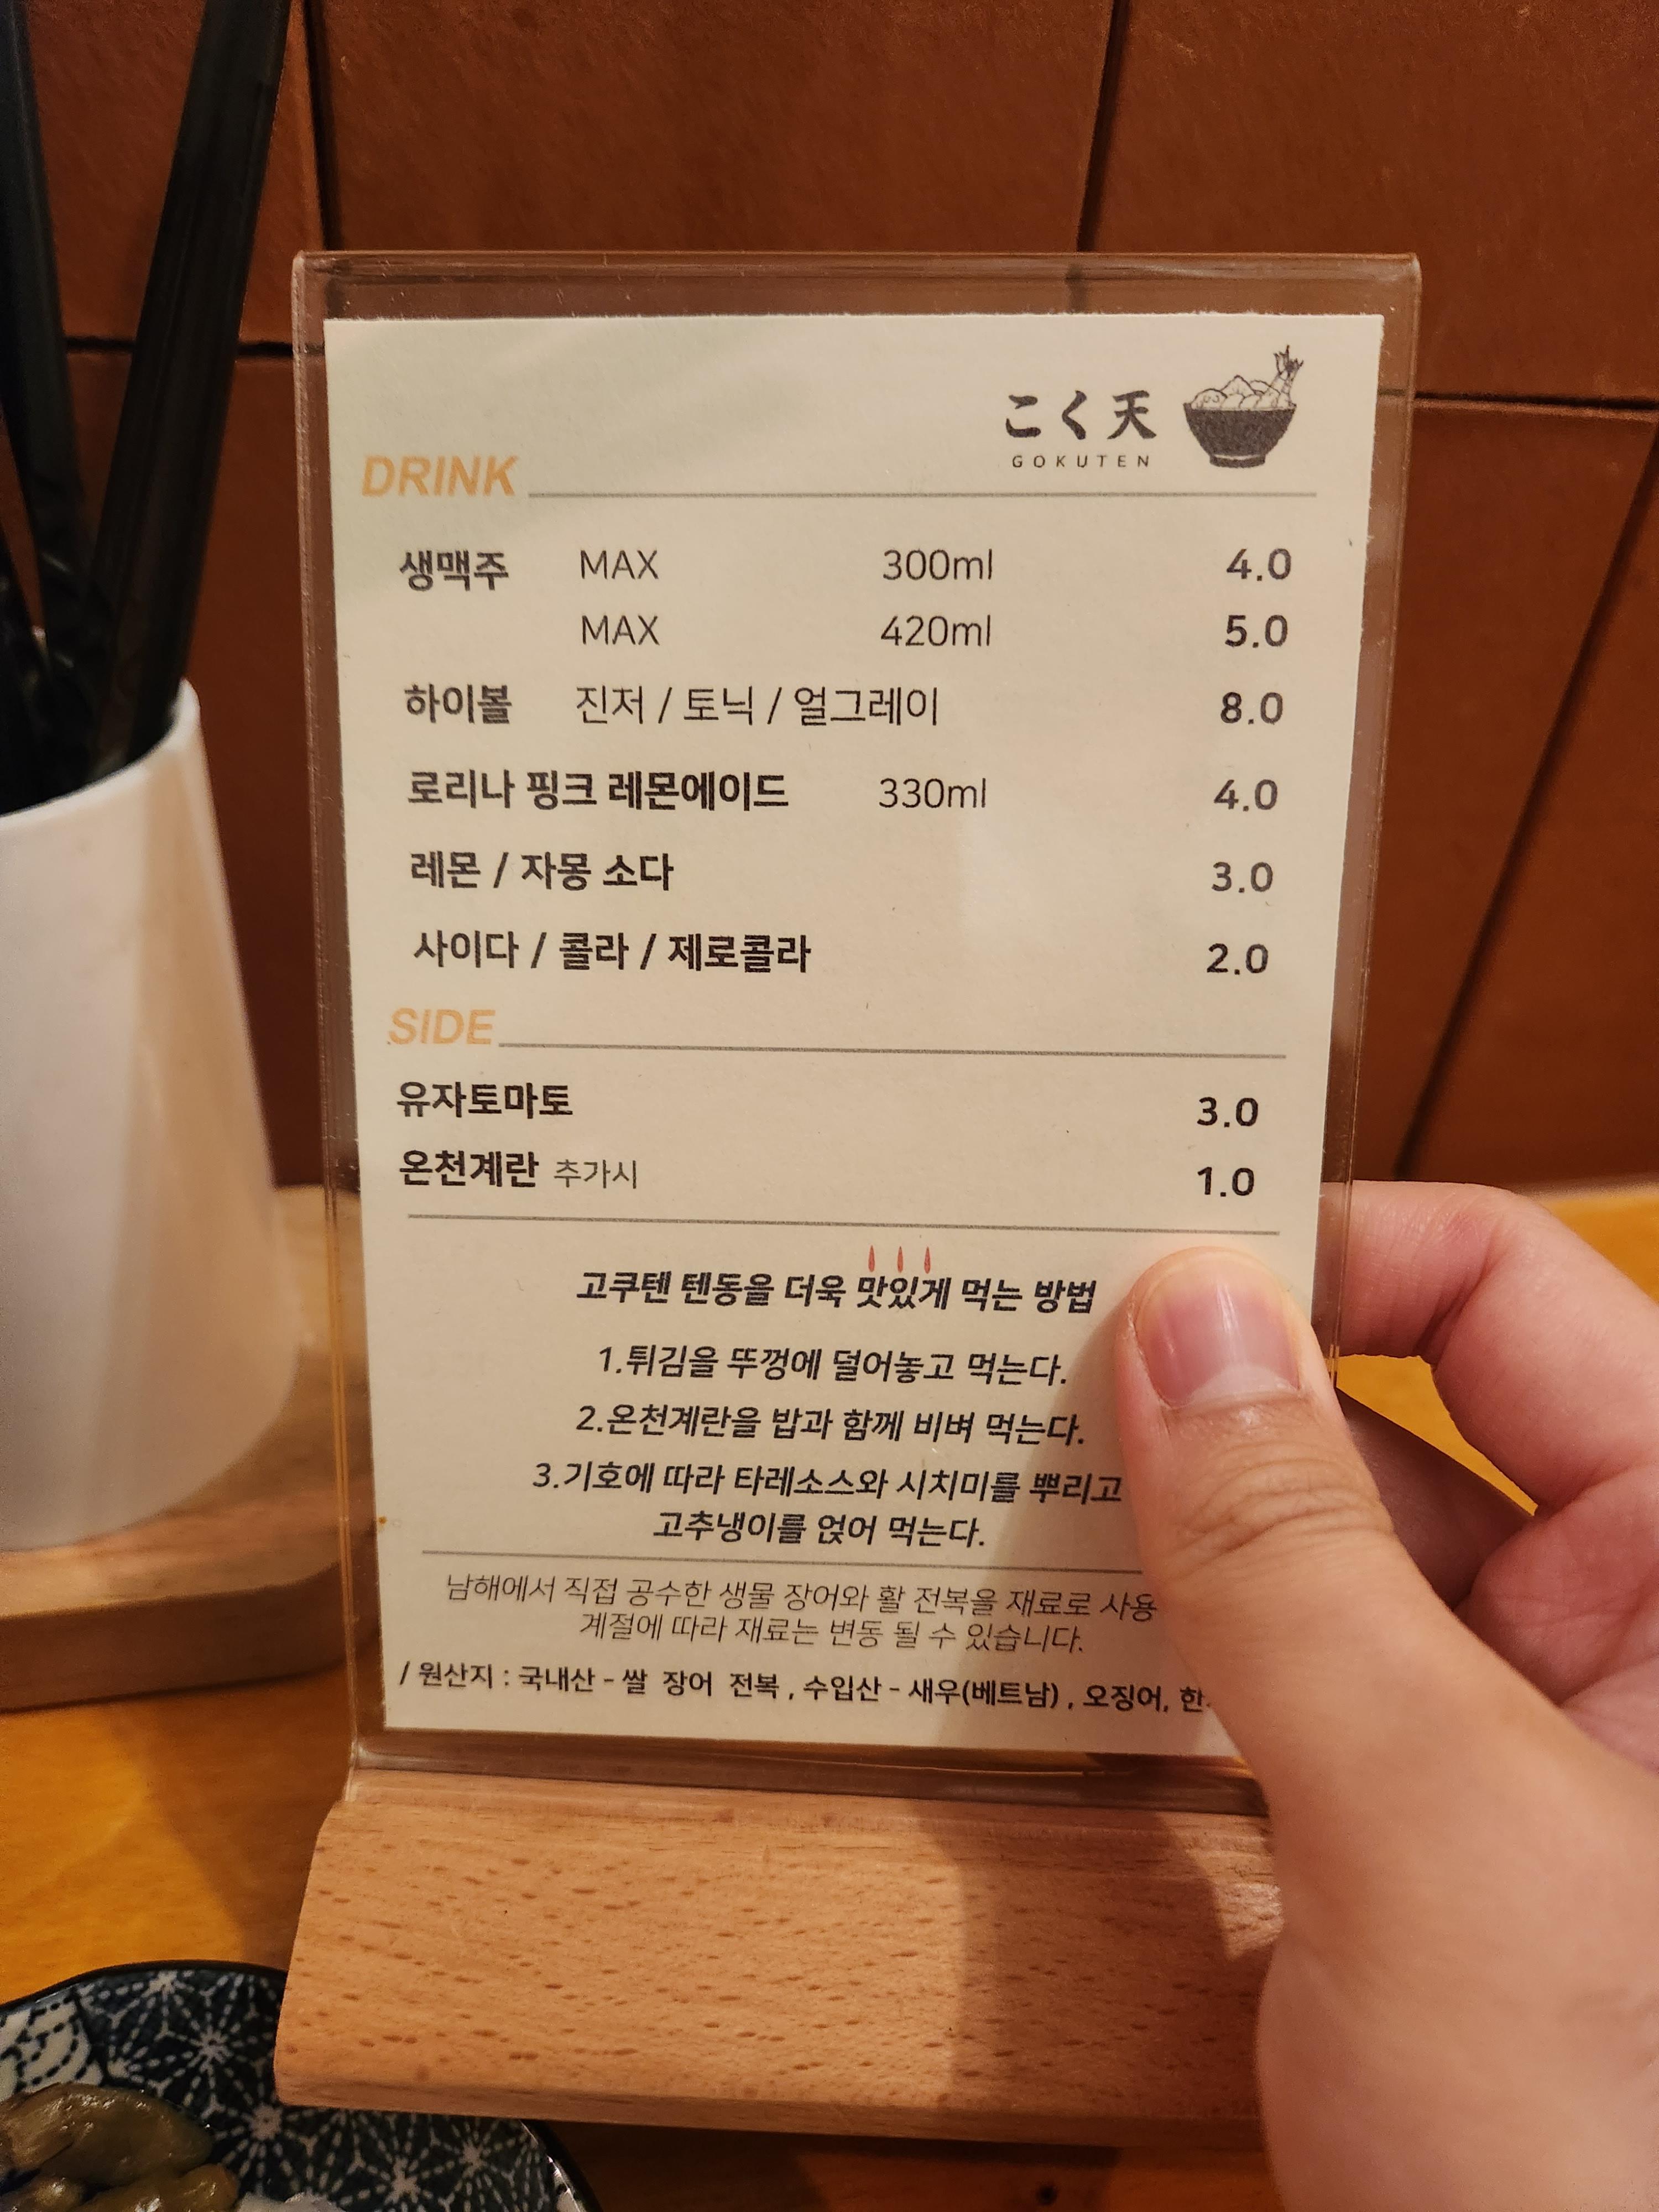 こく天
GOKUTEN
DRINK
생맥주 MAX 300ml 4.0
MAX 420ml 5.0
하이볼 진저 / 토닉 / 얼그레이 8.0
로리나 핑크 레몬에이드 330ml 4.0
레몬 / 자몽 소다 3.0
사이다 / 콜라 / 제로콜라 2.0
SIDE
유자토마토 3.0
온천계란 추가시 1.0
고쿠텐 텐동을 더욱 맛있게 먹는 방법
1.튀김을 뚜껑에 덜어놓고 먹는다.
2.온천계란을 밥과 함께 비벼 먹는다.
3.기호에 따라 타레소스와 시치미를 뿌리고
고추냉이를 얹어 먹는다.
남해에서 직접 공수한 생물 장어와 활 전복을 재료로 사용
계절에 따라 재료는 변동 될 수 있습니다.
/ 원산지 : 국내산 - 쌀 장어 전복 , 수입산 - 새우(베트남) , 오징어,